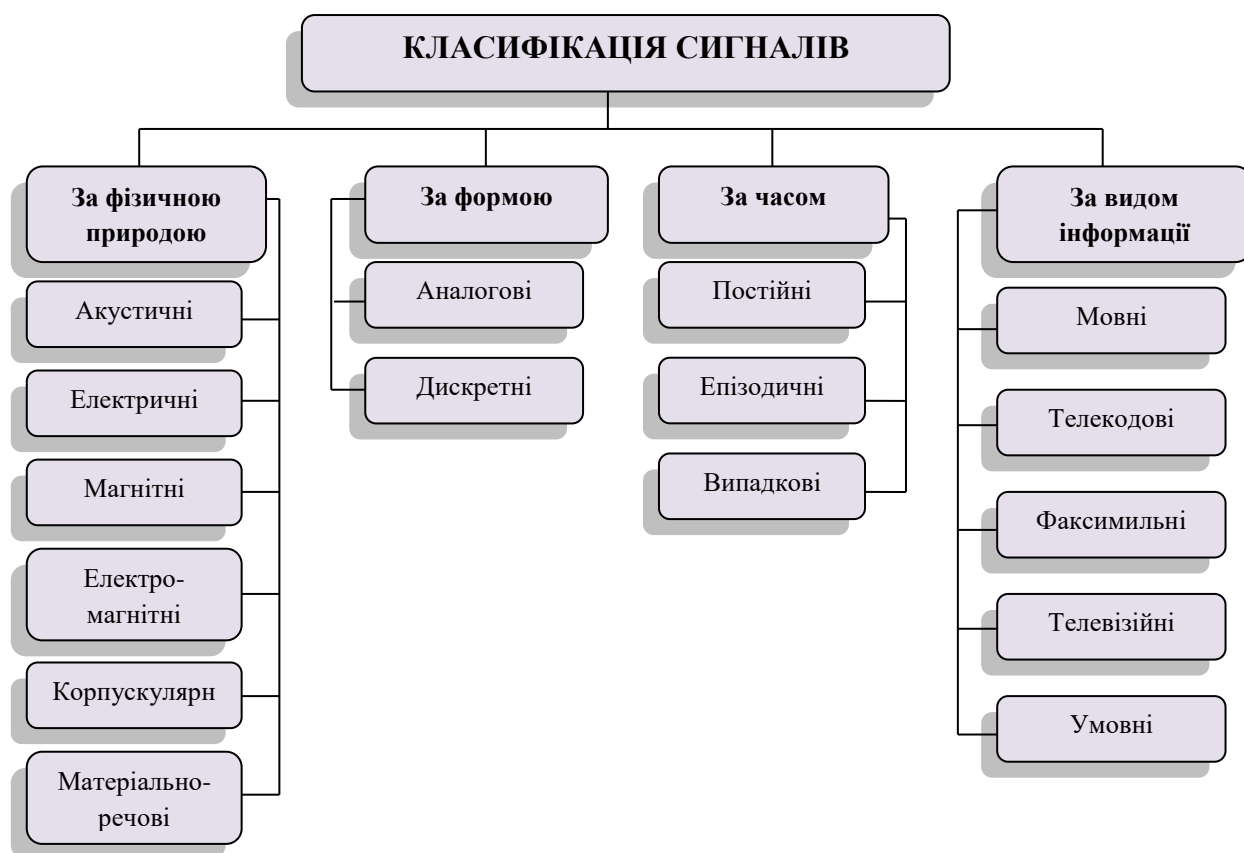 КЛАСИФІКАЦІЯ СИГНАЛІВ
За фізичною
природою
Акустичні
Електричні
Магнітні
Електро-
магнітні
Корпускулярн
Матеріально-
речові
За формою
Аналогові
Дискретні
За часом
Постійні
Епізодичні
Випадкові
За видом
інформації
Мовні
Телекодові
Факсимильні
Телевізійні
Умовні